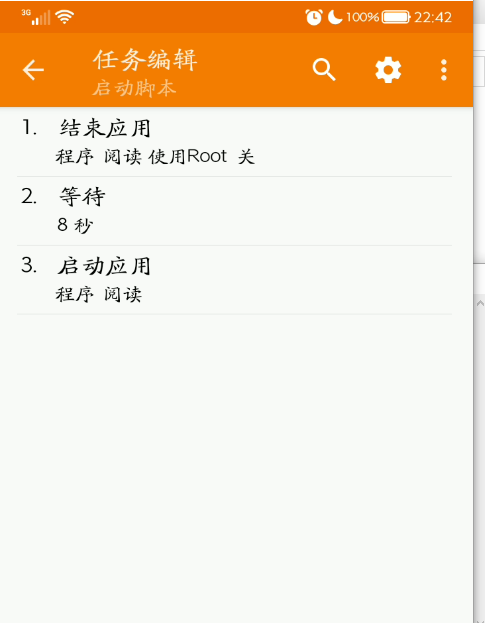 3G 100% 22:42
任务编辑
启动脚本
1. 结束应用
程序 阅读 使用Root 关
2. 等待
8 秒
3. 启动应用
程序 阅读